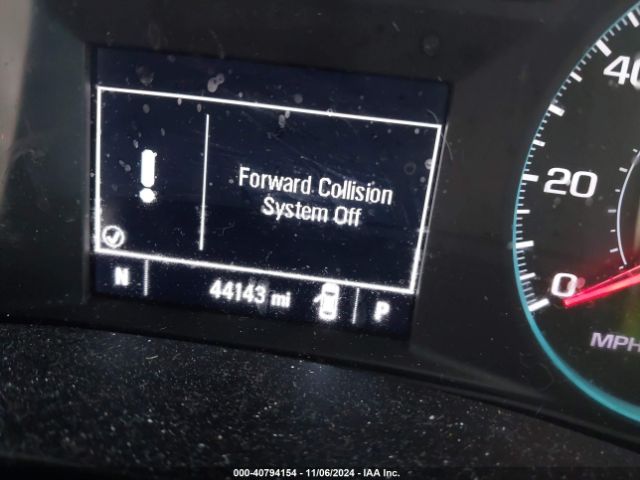 Forward Collision
System Off
N 44143 mi P
40
20
0
MPH
000-40794154 - 11/06/2024 - IAA Inc.